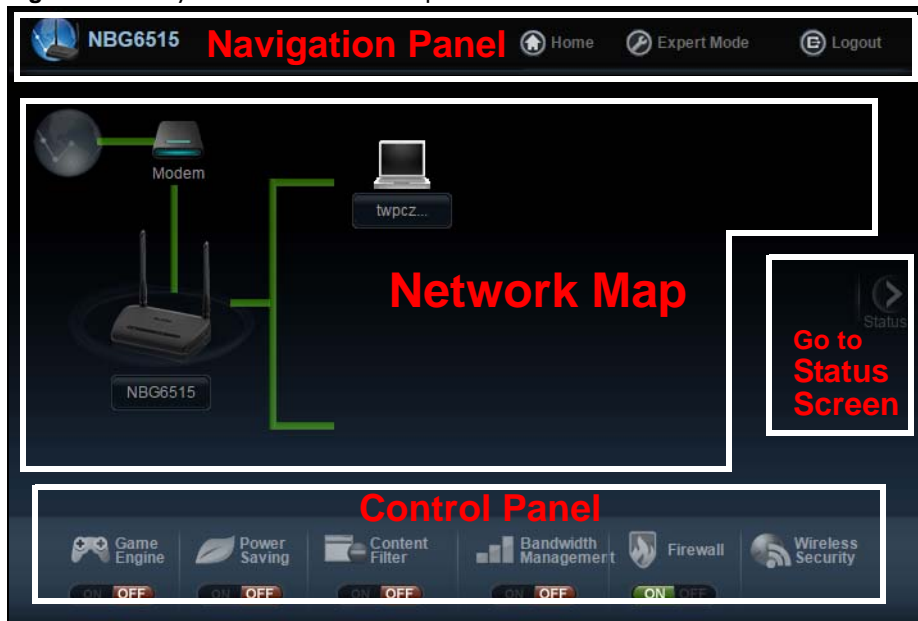 NBG6515
Navigation Panel
Home
Expert Mode
Logout
Modem
twpcz...
Network Map
NBG6515
Status
Go to
Status
Screen
Control Panel
Game
Engine
Power
Saving
Content
Filter
Bandwidth
Management
Firewall
Wireless
Security
ON OFF
ON OFF
ON OFF
ON OFF
ON OFF